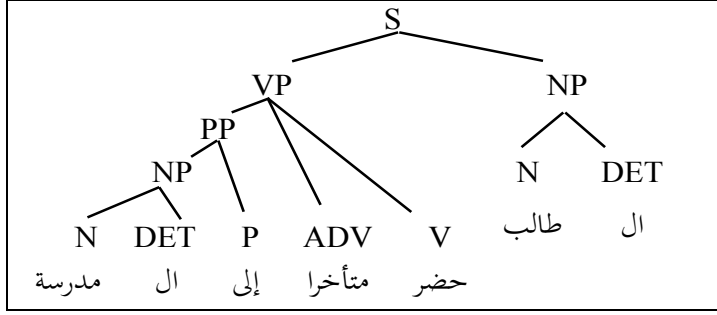 S
VP NP
PP
NP N DET
ال طالب
N DET P ADV V
حضر متأخرا إلى ال مدرسة